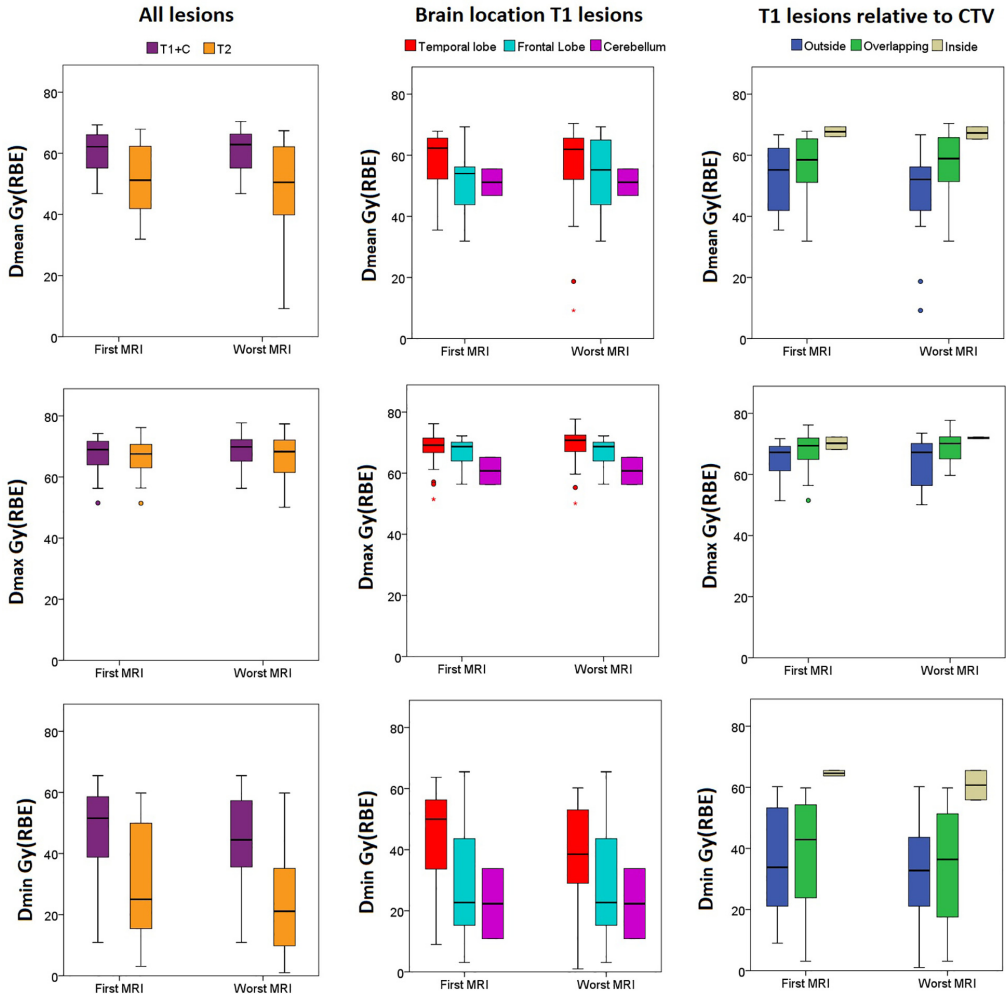 All lesions
T1+C T2
Dmean Gy(RBE)
80
60
40
20
0
First MRI Worst MRI
Brain location T1 lesions
Temporal lobe Frontal Lobe Cerebellum
Dmean Gy(RBE)
80
60
40
20
0
First MRI Worst MRI
T1 lesions relative to CTV
Outside Overlapping Inside
Dmean Gy(RBE)
80
60
40
20
0
First MRI Worst MRI
Dmax Gy(RBE)
80
60
40
20
0
First MRI Worst MRI
Dmax Gy(RBE)
80
60
40
20
0
First MRI Worst MRI
Dmax Gy(RBE)
80
60
40
20
0
First MRI Worst MRI
Dmin Gy(RBE)
80
60
40
20
0
First MRI Worst MRI
Dmin Gy(RBE)
80
60
40
20
0
First MRI Worst MRI
Dmin Gy(RBE)
80
60
40
20
0
First MRI Worst MRI